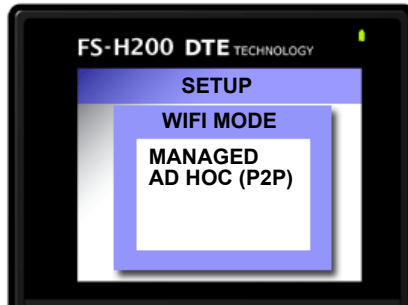 FS-H200 DTE TECHNOLOGY
SETUP
WIFI MODE
MANAGED
AD HOC (P2P)